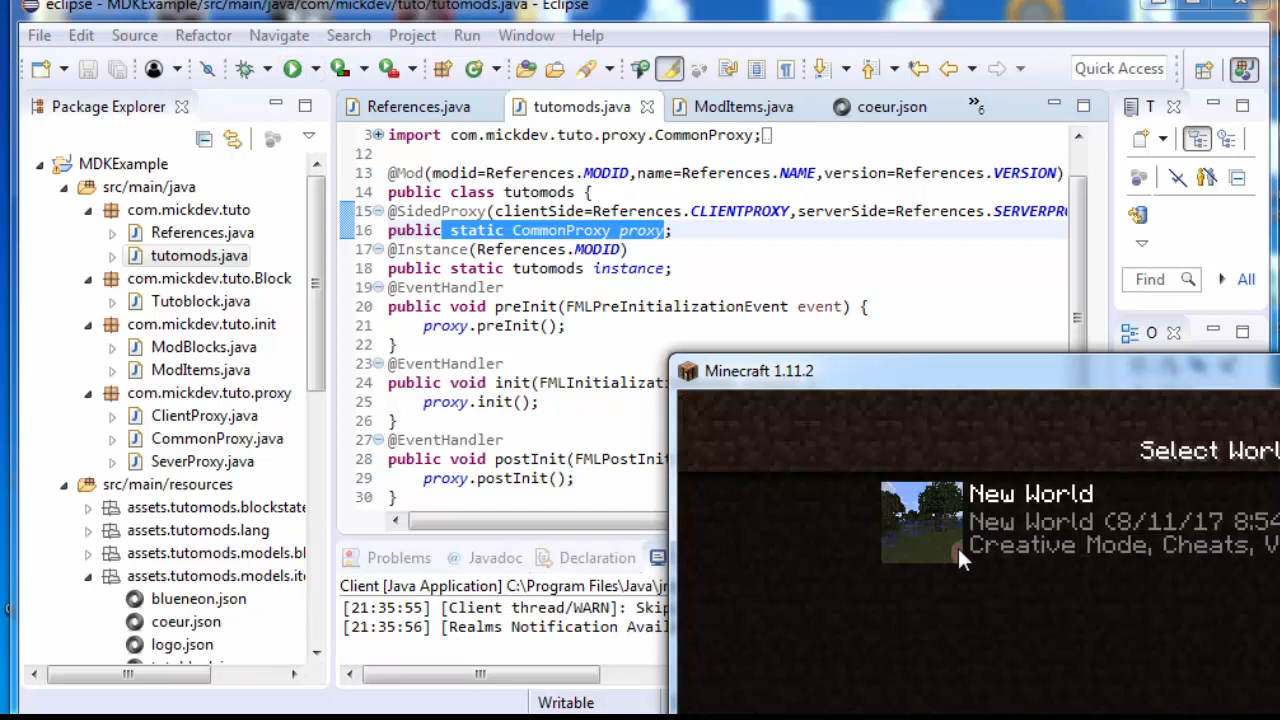 eclipse - MDKExample/src/main/java/com/mickdev/tuto/tutomods.java - Eclipse
File Edit Source Refactor Navigate Search Project Run Window Help
Quick Access
Package Explorer
MDKExample
src/main/java
com.mickdev.tuto
References.java
tutomods.java
com.mickdev.tuto.Block
Tutoblock.java
com.mickdev.tuto.init
ModBlocks.java
ModItems.java
com.mickdev.tuto.proxy
ClientProxy.java
CommonProxy.java
SeverProxy.java
src/main/resources
assets.tutomods.blockstate
assets.tutomods.lang
assets.tutomods.models.bl
assets.tutomods.models.ite
blueneon.json
coeur.json
logo.json
References.java tutomods.java ModItems.java coeur.json »6
3 import com.mickdev.tuto.proxy.CommonProxy;
12
13 @Mod(modid=References.MODID,name=References.NAME,version=References.VERSION)
14 public class tutomods {
15 @SidedProxy(clientSide=References.CLIENTPROXY,serverSide=References.SERVERPRO
16 public static CommonProxy proxy;
17 @Instance(References.MODID)
18 public static tutomods instance;
19 @EventHandler
20 public void preInit(FMLPreInitializationEvent event) {
21 proxy.preInit();
22 }
23 @EventHandler
24 public void init(FMLInitializati
25 proxy.init();
26 }
27 @EventHandler
28 public void postInit(FMLPostInit
29 proxy.postInit();
30 }
Problems @ Javadoc Declaration
Client [Java Application] C:\Program Files\Java\jr
[21:35:55] [Client thread/WARN]: Skip
[21:35:56] [Realms Notification Avail
Writable
T
Find All
O
Minecraft 1.11.2
Select Worl
New World
New World (8/11/17 8:54
Creative Mode, Cheats, V